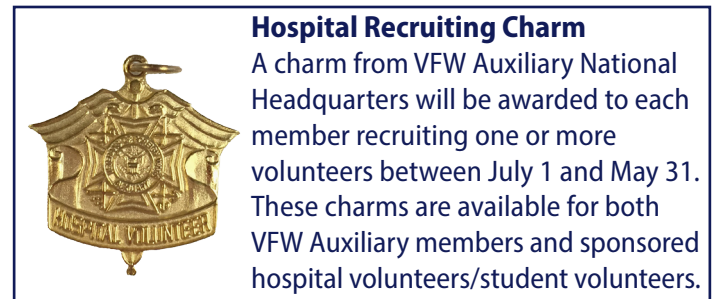 Hospital Recruiting Charm
A charm from VFW Auxiliary National
Headquarters will be awarded to each
member recruiting one or more
volunteers between July 1 and May 31.
These charms are available for both
VFW Auxiliary members and sponsored
hospital volunteers/student volunteers.
HOSPITAL VOLUNTEER